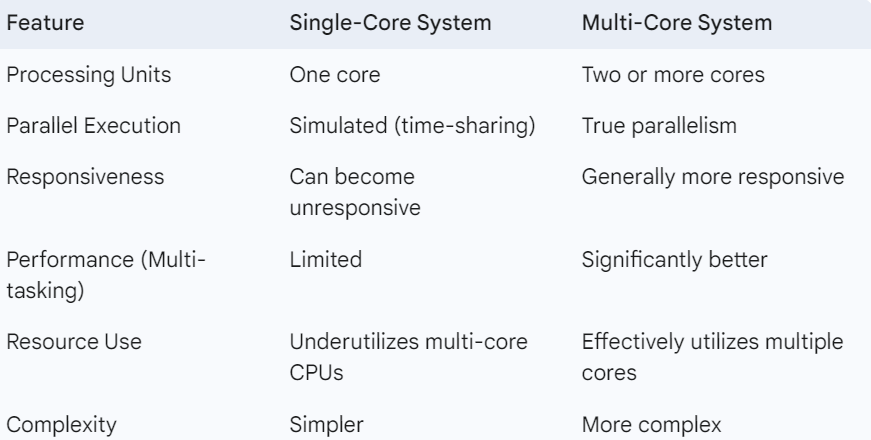 Feature Single-Core System Multi-Core System
Processing Units One core Two or more cores
Parallel Execution Simulated (time-sharing) True parallelism
Responsiveness Can become Generally more responsive
unresponsive
Performance (Multi- Limited Significantly better
tasking)
Resource Use Underutilizes multi-core Effectively utilizes multiple
CPUs cores
Complexity Simpler More complex